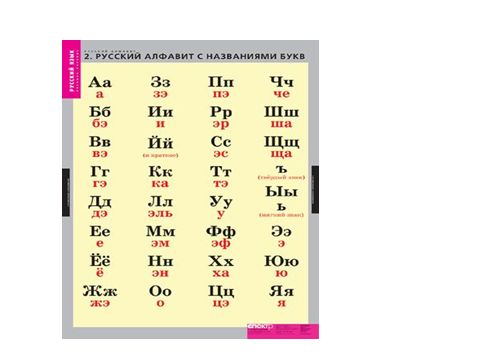 РУССКИЙ ЯЗЫК
2. РУССКИЙ АЛФАВИТ С НАЗВАНИЯМИ БУКВ
Аа Зз Пп Чч
а зэ пэ че
Бб Ии Рр Шш
бэ и эр ша
Вв Йй Сс Щщ
вэ (и краткое) эс ща
Гг Кк Тт ъ
гэ ка тэ (твёрдый знак)
Дд Лл Уу Ыы
дэ эль у ь
(мягкий знак)
Ее Мм Фф Ээ
е эм эф э
Ёё Нн Хх Юю
ё эн ха ю
Жж Оо Цц Яя
жэ о цэ я